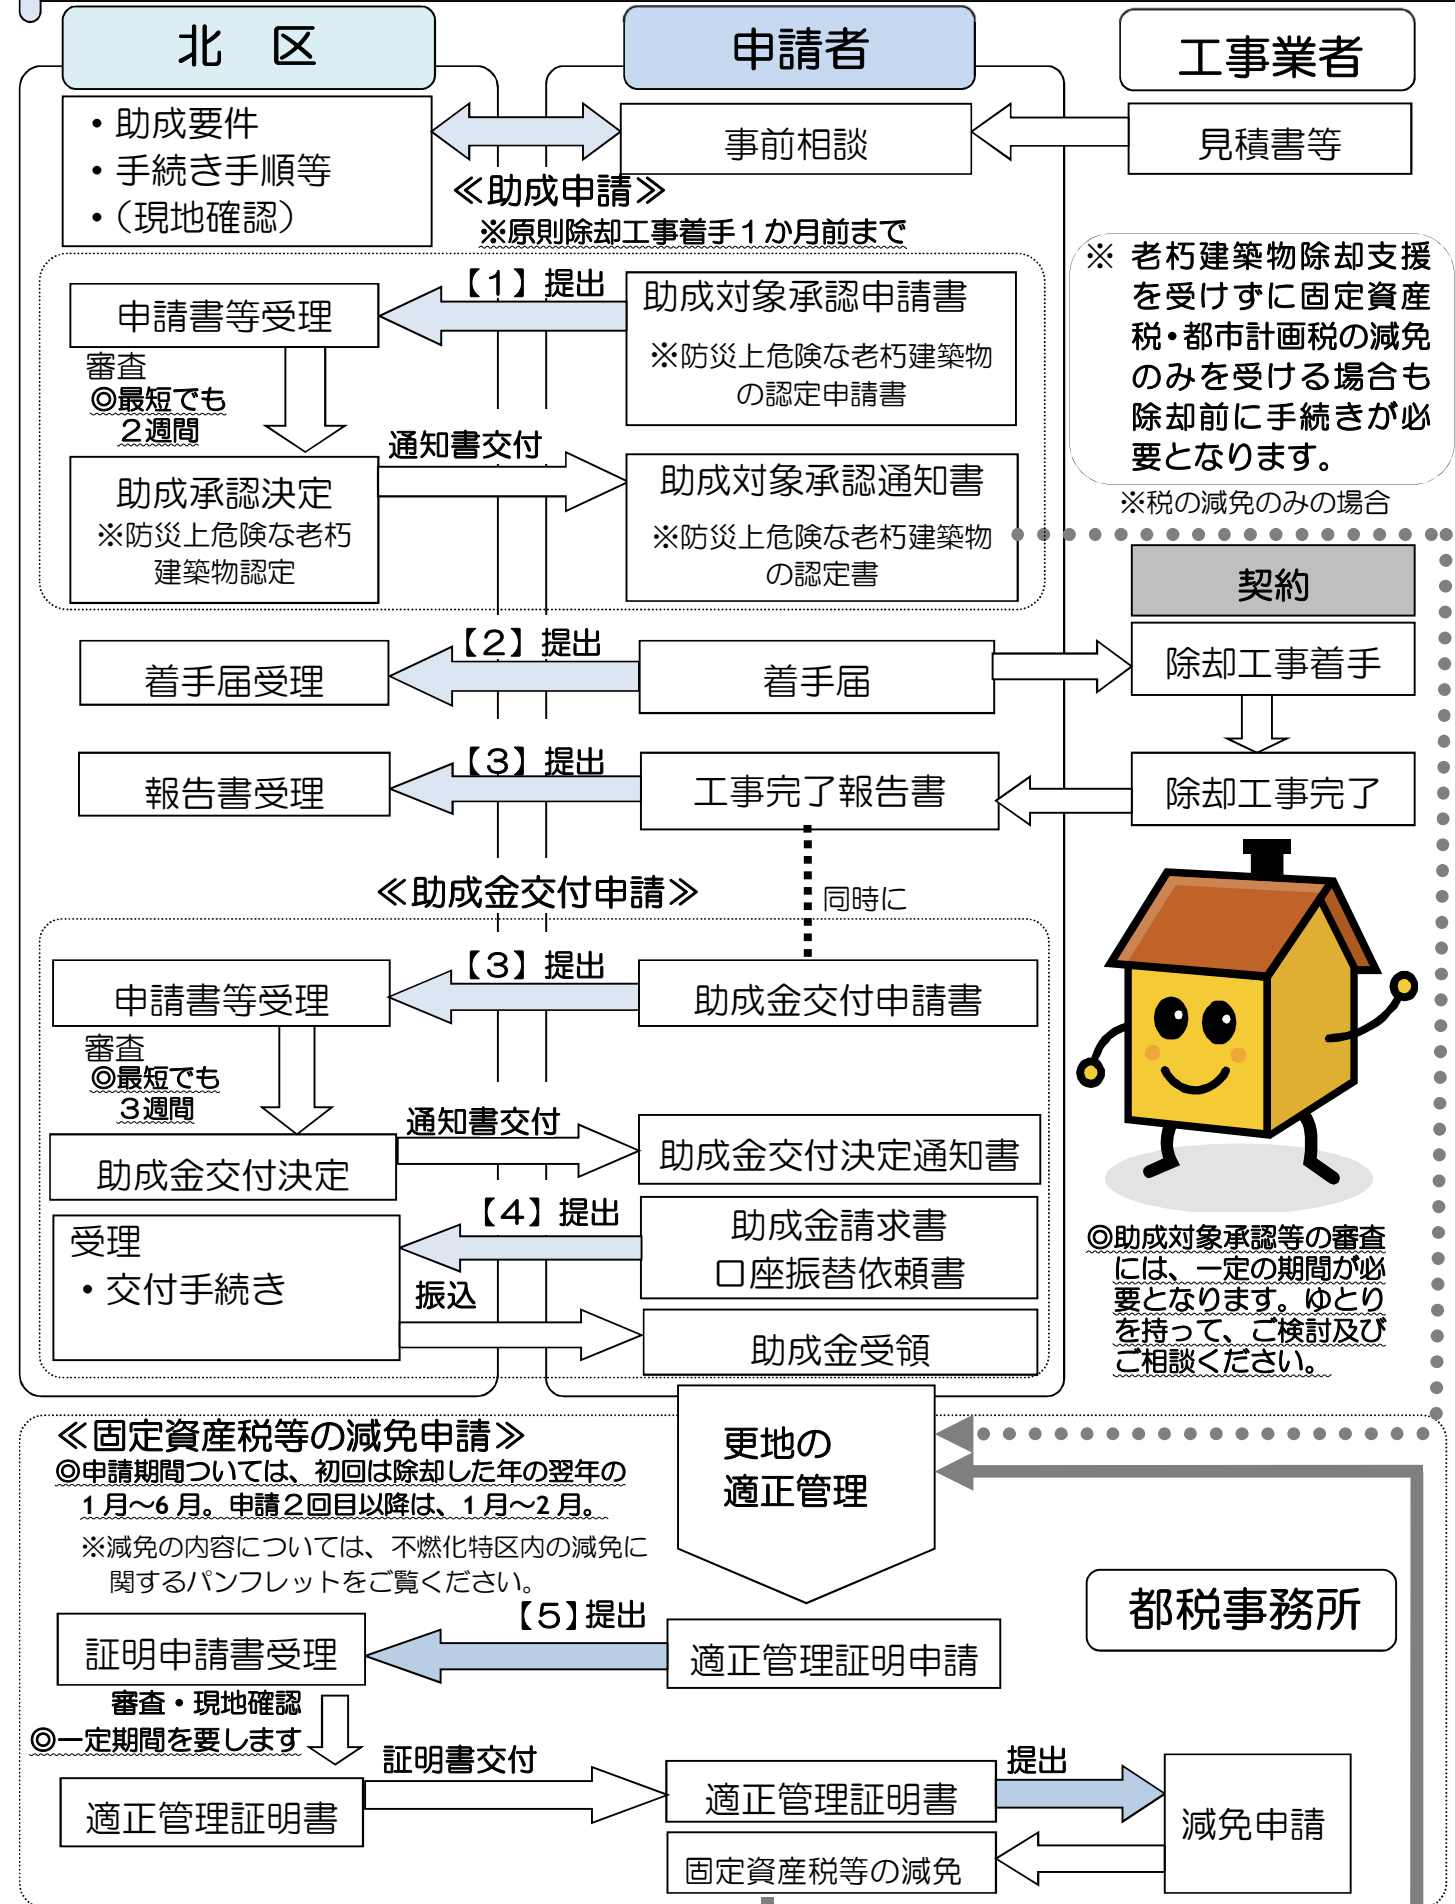 北　区
申請者
工事業者
・助成要件
・手続き手順等
・（現地確認）
事前相談
見積書等
≪助成申請≫
※原則除却工事着手１か月前まで
※ 老朽建築物除却支援
を受けずに固定資産
税・都市計画税の減免
のみを受ける場合も
除却前に手続きが必
要となります。
※税の減免のみの場合
【１】提出
申請書等受理
助成対象承認申請書
※防災上危険な老朽建築物
の認定申請書
審査
◎最短でも
２週間
通知書交付
助成承認決定
※防災上危険な老朽
建築物認定
助成対象承認通知書
※防災上危険な老朽建築物
の認定書
契約
【２】提出
着手届受理
着手届
除却工事着手
【３】提出
報告書受理
工事完了報告書
除却工事完了
≪助成金交付申請≫
同時に
【３】提出
申請書等受理
助成金交付申請書
審査
◎最短でも
３週間
通知書交付
助成金交付決定
助成金交付決定通知書
【４】提出
受理
・交付手続き
助成金請求書
口座振替依頼書
振込
助成金受領
◎助成対象承認等の審査
には、一定の期間が必
要となります。ゆとり
を持って、ご検討及び
ご相談ください。
≪固定資産税等の減免申請≫
◎申請期間ついては、初回は除却した年の翌年の
1月～6月。申請２回目以降は、1月～2月。
※減免の内容については、不燃化特区内の減免に
関するパンフレットをご覧ください。
更地の
適正管理
都税事務所
【５】提出
証明申請書受理
適正管理証明申請
審査・現地確認
◎一定期間を要します
証明書交付
適正管理証明書
適正管理証明書
提出
減免申請
固定資産税等の減免